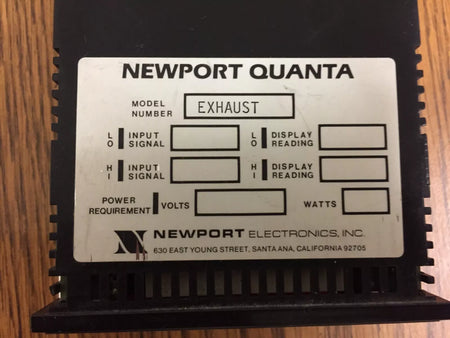 NEWPORT QUANTA
MODEL NUMBER EXHAUST
LO INPUT SIGNAL LO DISPLAY READING
HI INPUT SIGNAL HI DISPLAY READING
POWER REQUIREMENT VOLTS WATTS
N NEWPORT ELECTRONICS, INC.
630 EAST YOUNG STREET, SANTA ANA, CALIFORNIA 92705